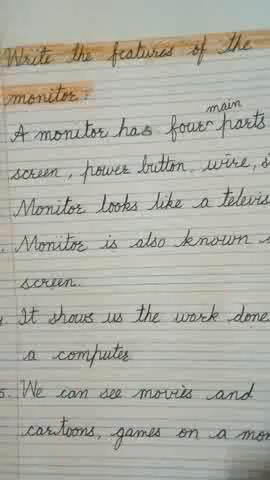 Write the features of the
monitor:
main
A monitor has four parts
screen, power button, wire,
Monitor looks like a
Monitor is also known
screen.
It shows us the work done
a computer
5. We can see movies and
cartoons, games on a